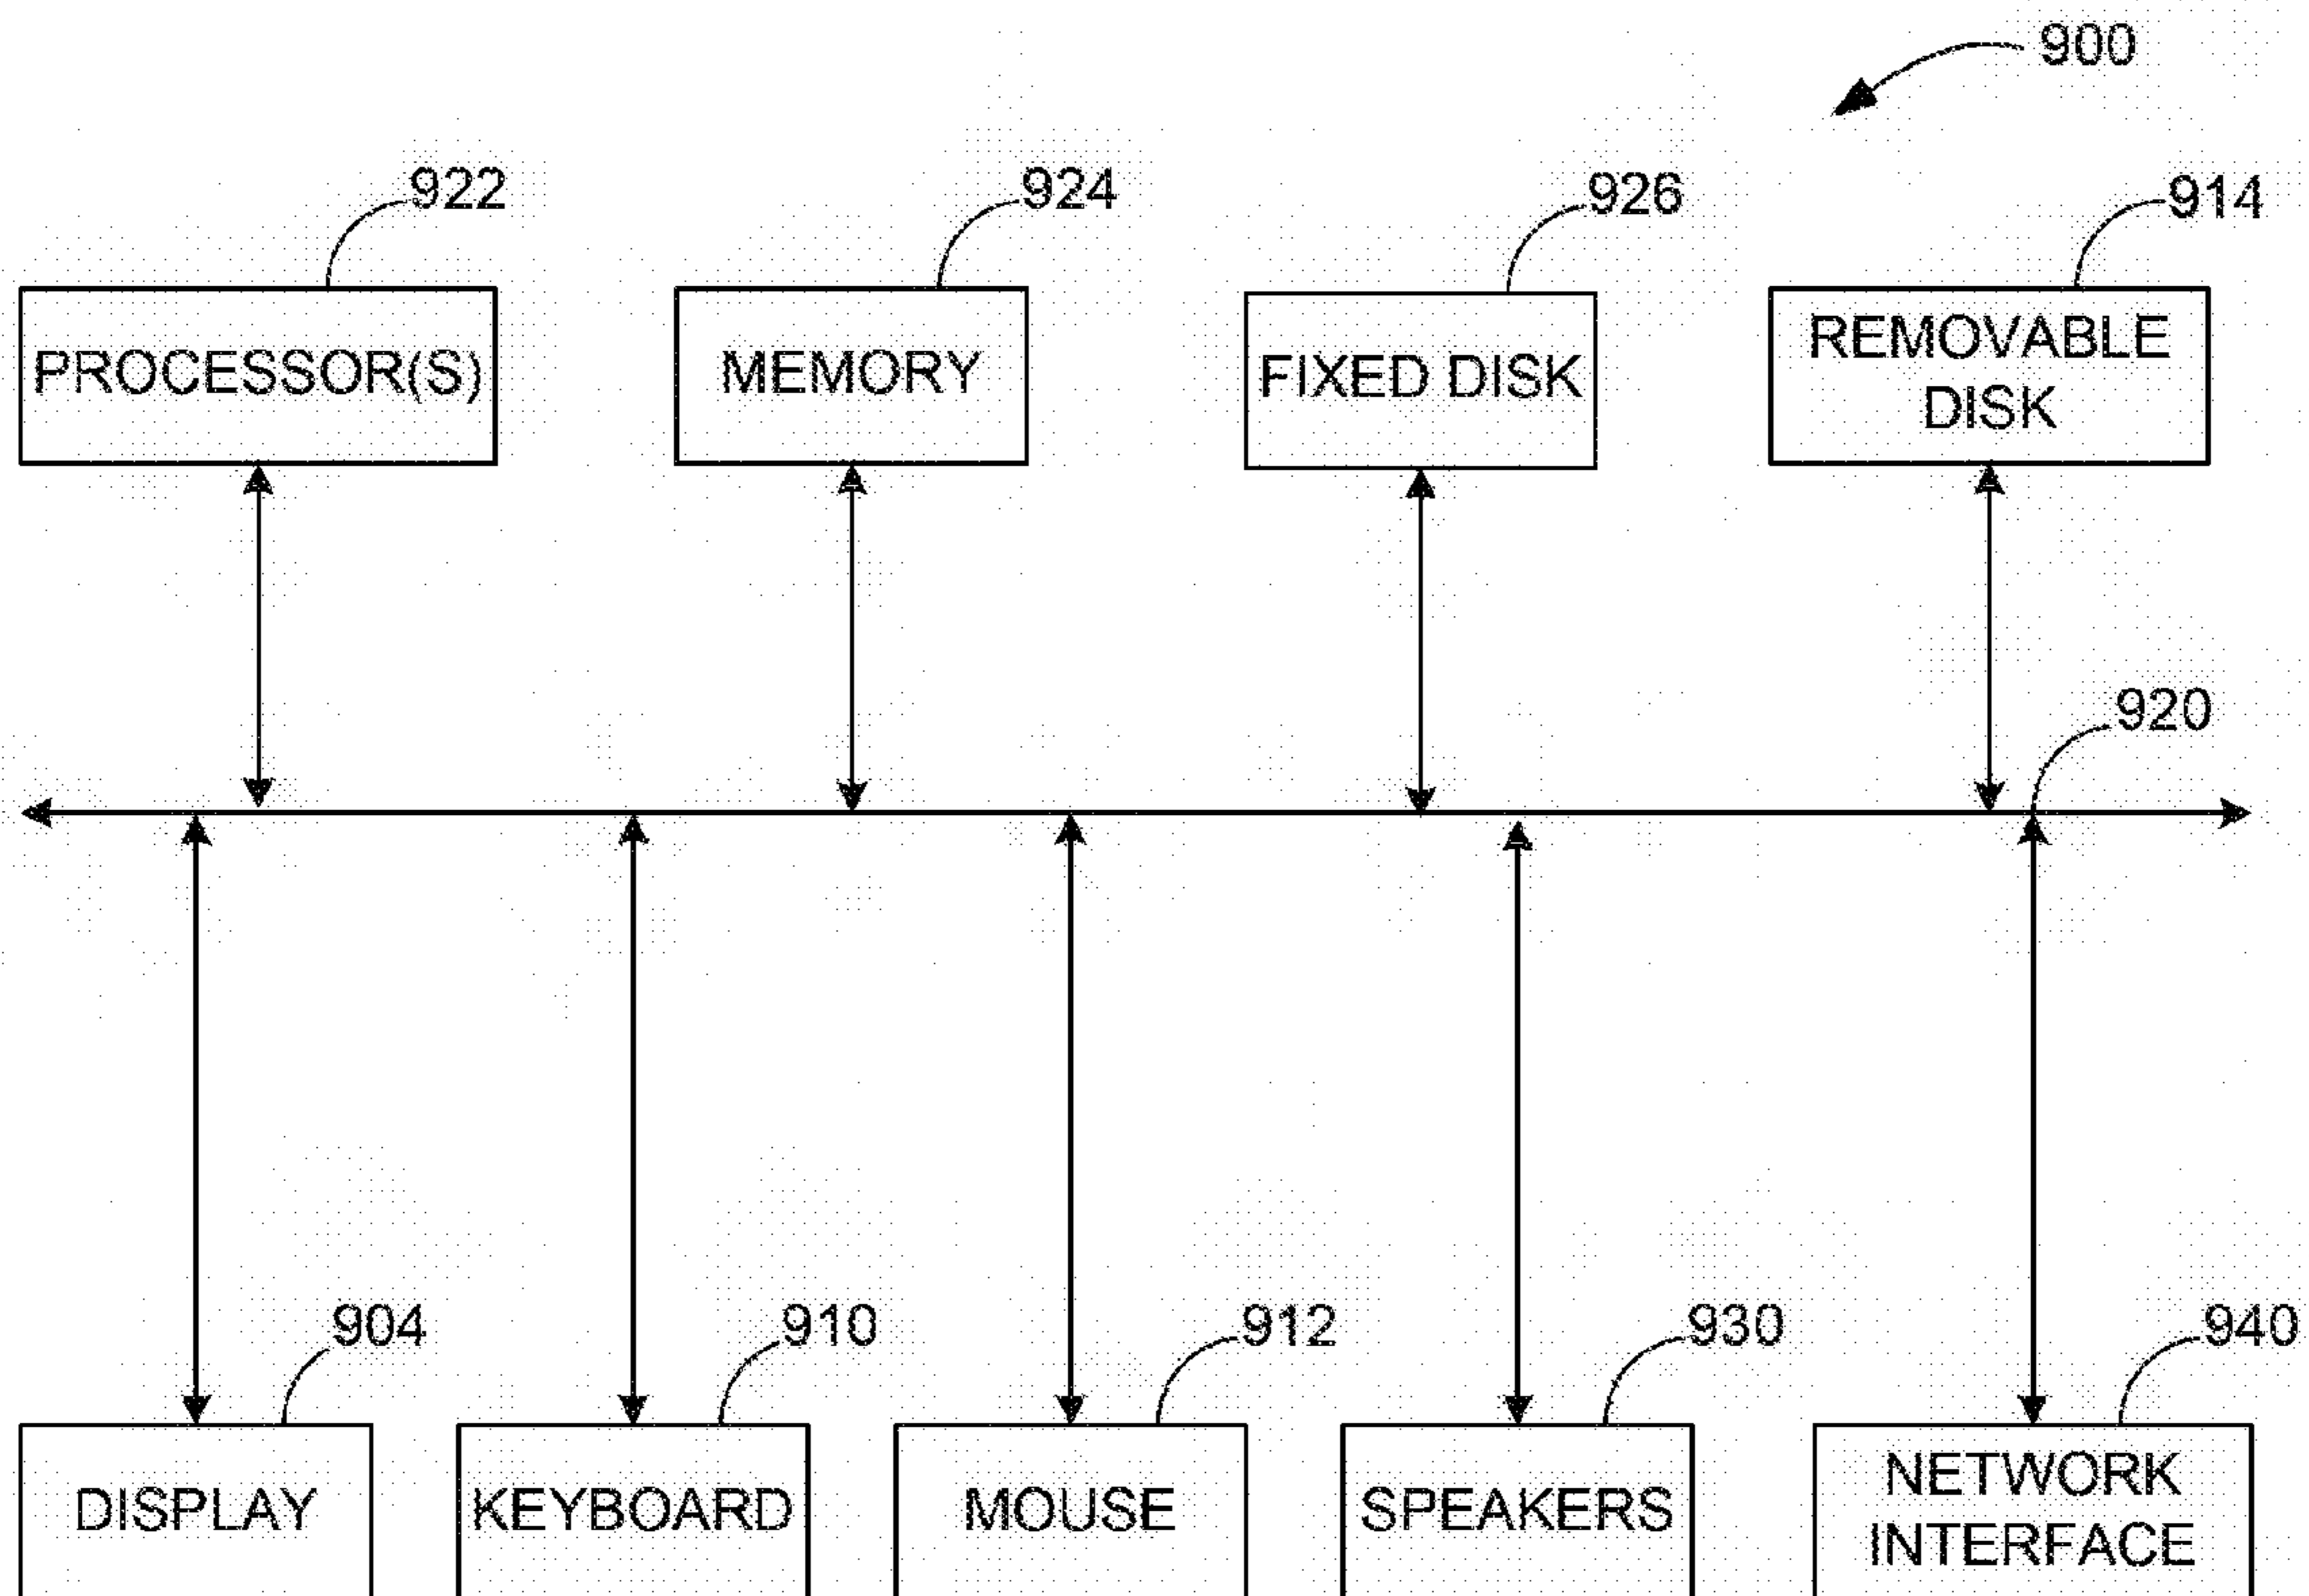 900
922
924
926
914
PROCESSOR(S)
MEMORY
FIXED DISK
REMOVABLE
DISK
920
904
910
912
930
940
DISPLAY
KEYBOARD
MOUSE
SPEAKERS
NETWORK
INTERFACE